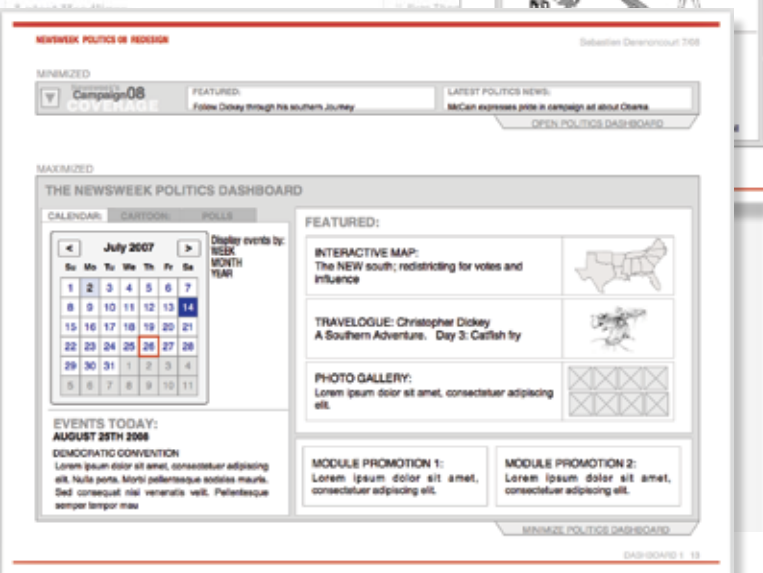 NEWSWEEK POLITICS 08 REDESIGN
Sebastien Derenoncourt 7/08
MINIMIZED
Campaign08
COVERAGE
FEATURED:
Follow Dickey through his southern Journey
LATEST POLITICS NEWS:
McCain expresses pride in campaign ad about Obama
OPEN POLITICS DASHBOARD
MAXIMIZED
THE NEWSWEEK POLITICS DASHBOARD
CALENDAR: CARTOON: POLLS
< July 2007 >
Su Mo Tu We Th Fr Sa
1 2 3 4 5 6 7
8 9 10 11 12 13 14
15 16 17 18 19 20 21
22 23 24 25 26 27 28
29 30 31 1 2 3 4
5 6 7 8 9 10 11
Display events by:
WEEK
MONTH
YEAR
EVENTS TODAY:
AUGUST 25TH 2008
DEMOCRATIC CONVENTION
Lorem ipsum dolor sit amet, consectetuer adipiscing
elit. Nulla porta. Morbi pellentesque sodales mauris.
Sed consequat nisi venenatis velit. Pellentesque
semper tempor mau
FEATURED:
INTERACTIVE MAP:
The NEW south; redistricting for votes and
influence
TRAVELOGUE: Christopher Dickey
A Southern Adventure. Day 3: Catfish fry
PHOTO GALLERY:
Lorem ipsum dolor sit amet, consectetuer adipiscing
elit.
MODULE PROMOTION 1:
Lorem ipsum dolor sit amet,
consectetuer adipiscing elit.
MODULE PROMOTION 2:
Lorem ipsum dolor sit amet,
consectetuer adipiscing elit.
MINIMIZE POLITICS DASHBOARD
DASHBOARD 1 13